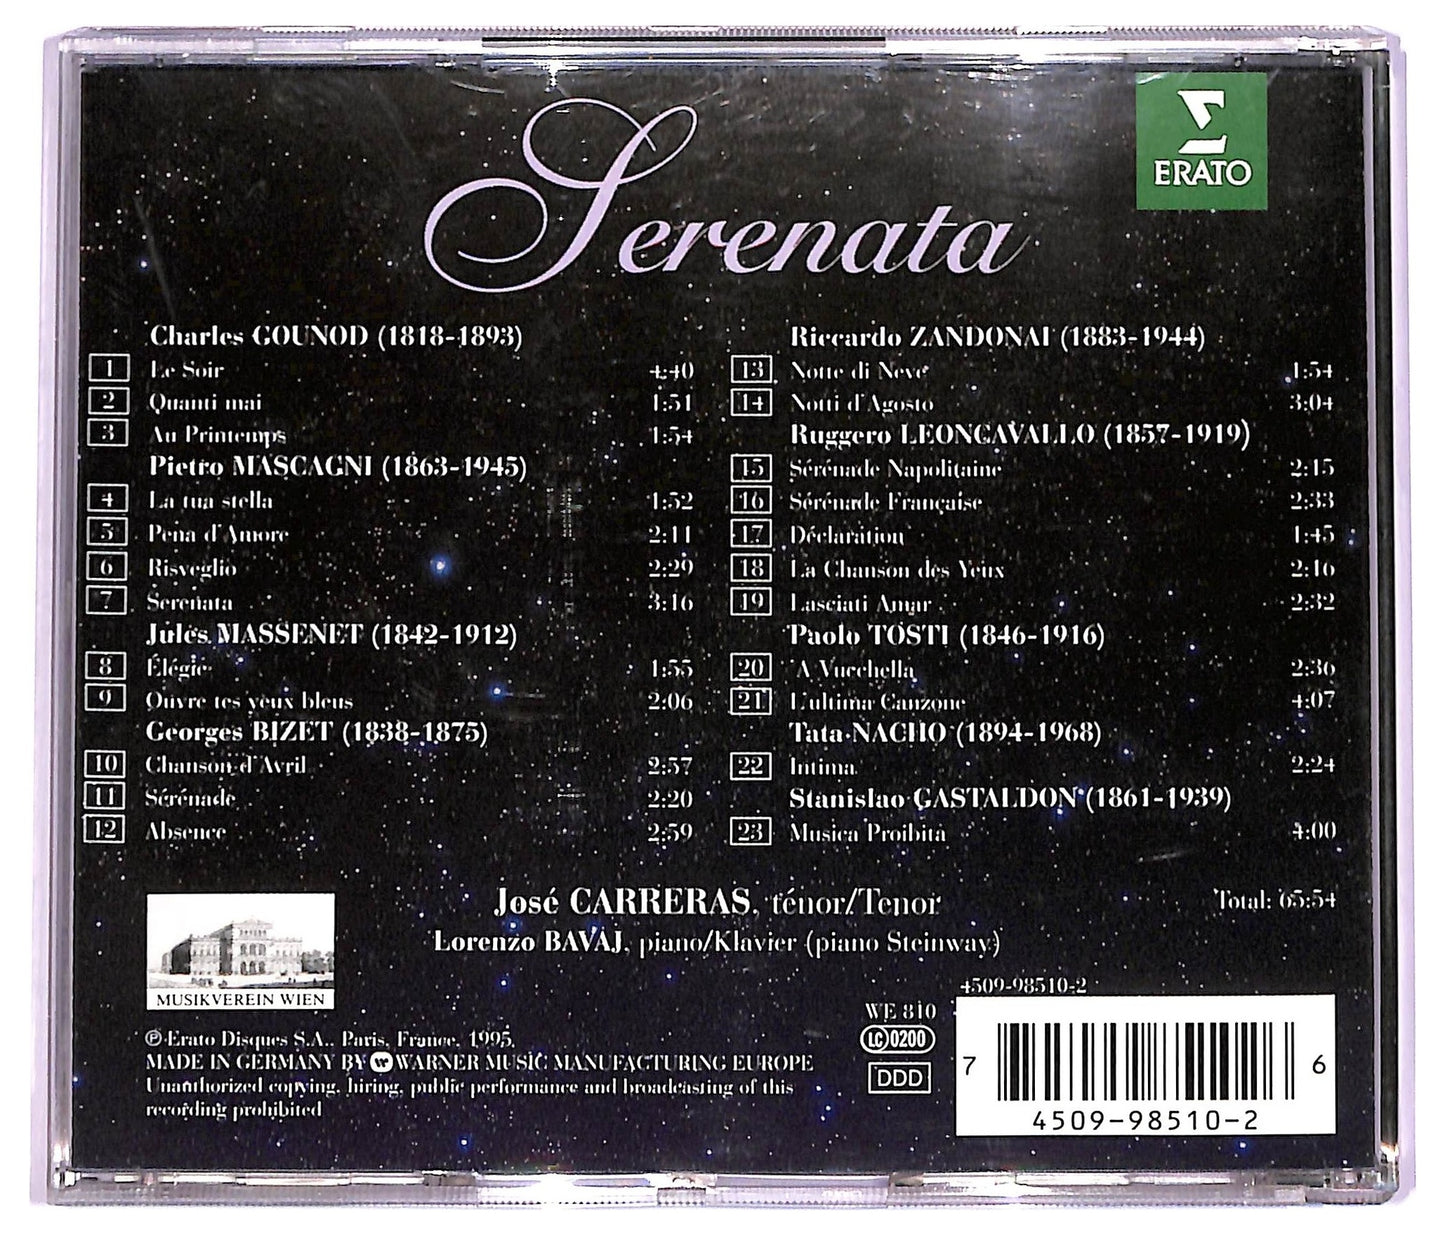 Serenata
Σ
ERATO
Charles GOUNOD (1818-1893)
1 Le Soir 4:40
2 Quanti mai 1:51
3 Au Printemps 1:54
Pietro MASCAGNI (1863-1945)
4 La tua stella 1:52
5 Pena d'Amore 2:11
6 Risveglio 2:29
7 Serenata 3:16
Jules MASSENET (1842-1912)
8 Élégie 1:55
9 Ouvre tes yeux bleus 2:06
Georges BIZET (1838-1875)
10 Chanson d'Avril 2:57
11 Sérénade 2:20
12 Absence 2:59
Riccardo ZANDONAI (1883-1944)
13 Notte di Neve 1:54
14 Notti d'Agosto 3:04
Ruggero LEONCAVALLO (1857-1919)
15 Sérénade Napolitaine 2:15
16 Sérénade Française 2:33
17 Déclaration 1:45
18 La Chanson des Yeux 2:16
19 Lasciati Amar 2:32
Paolo TOSTI (1846-1916)
20 'A Vucchella 2:36
21 L'ultima Canzone 4:07
Tata NACHO (1894-1968)
22 Intima 2:24
Stanislao GASTALDON (1861-1939)
23 Musica Proibita 4:00
José CARRERAS, ténor/Tenor
Lorenzo BAVAJ, piano/Klavier (piano Steinway)
Total: 65:54
MUSIKVEREIN WIEN
℗ Erato Disques S.A., Paris, France, 1995.
MADE IN GERMANY BY W WARNER MUSIC MANUFACTURING EUROPE
Unauthorized copying, hiring, public performance and broadcasting of this
recording prohibited
4509-98510-2
WE 810
LC 0200
DDD
7 6
4509-98510-2